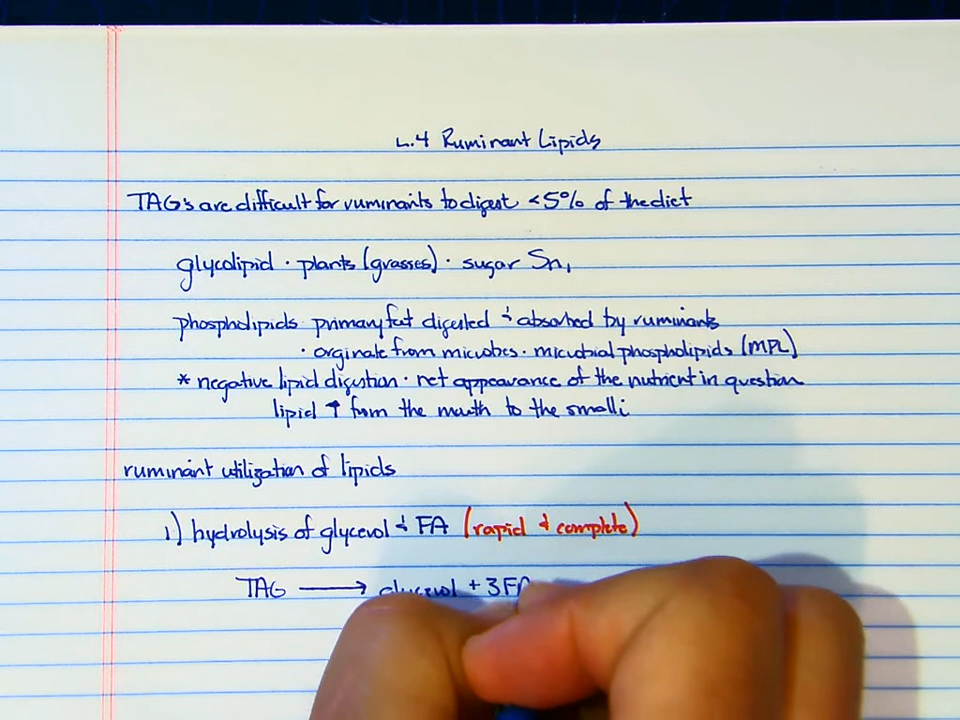 L.4 Ruminant Lipids
TAG's are difficult for ruminants to digest <5% of the diet
glycolipid · plants (grasses) · sugar Sn1
phospholipids primary fat digested & absorbed by ruminants
· orginate from microbes · microbial phospholipids (MPL)
* negative lipid digestion · net appearance of the nutrient in question
lipid ↑ from the mouth to the small i
ruminant utilization of lipids
1) hydrolysis of glycerol & FA (rapid & complete)
TAG → glycerol + 3FA